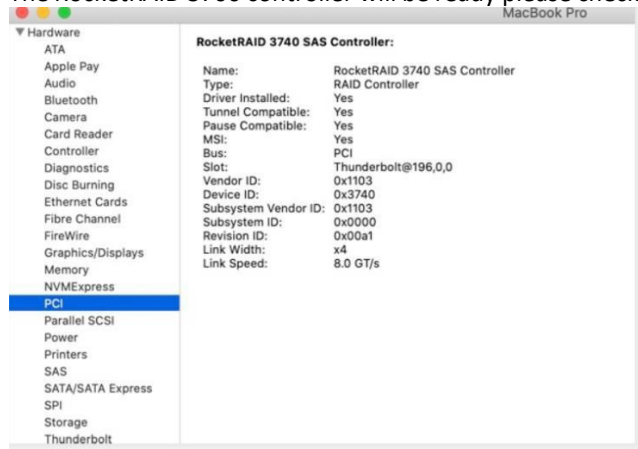 The RocketRAID 3700 controller will be ready please check
MacBook Pro
Hardware
ATA
Apple Pay
Audio
Bluetooth
Camera
Card Reader
Controller
Diagnostics
Disc Burning
Ethernet Cards
Fibre Channel
FireWire
Graphics/Displays
Memory
NVMExpress
PCI
Parallel SCSI
Power
Printers
SAS
SATA/SATA Express
SPI
Storage
Thunderbolt
RocketRAID 3740 SAS Controller:
Name: RocketRAID 3740 SAS Controller
Type: RAID Controller
Driver Installed: Yes
Tunnel Compatible: Yes
Pause Compatible: Yes
MSI: Yes
Bus: PCI
Slot: Thunderbolt@196,0,0
Vendor ID: 0x1103
Device ID: 0x3740
Subsystem Vendor ID: 0x1103
Subsystem ID: 0x0000
Revision ID: 0x00a1
Link Width: x4
Link Speed: 8.0 GT/s